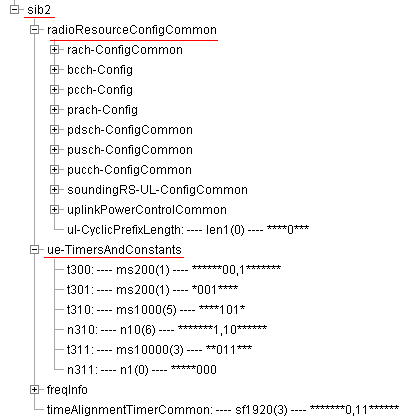 sib2
radioResourceConfigCommon
rach-ConfigCommon
bcch-Config
pcch-Config
prach-Config
pdsch-ConfigCommon
pusch-ConfigCommon
pucch-ConfigCommon
soundingRS-UL-ConfigCommon
uplinkPowerControlCommon
ul-CyclicPrefixLength: ---- len1(0) ---- ****0***
ue-TimersAndConstants
t300: ---- ms200(1) ---- ******00,1*******
t301: ---- ms200(1) ---- *001****
t310: ---- ms1000(5) ---- ****101*
n310: ---- n10(6) ---- *******1,10******
t311: ---- ms10000(3) ---- **011***
n311: ---- n1(0) ---- *****000
freqInfo
timeAlignmentTimerCommon: ---- sf1920(3) ---- *******0,11******